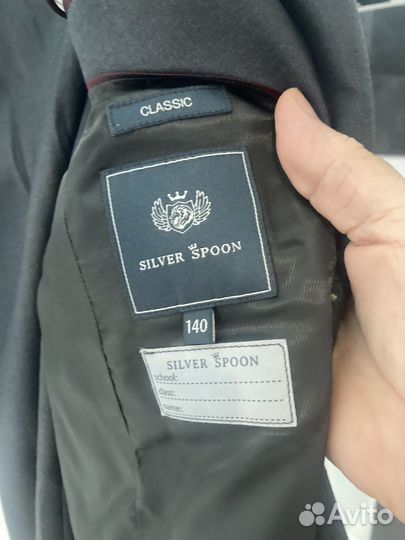 CLASSIC
SILVER SPOON
140
SILVER SPOON
school:
class:
name:
Avito